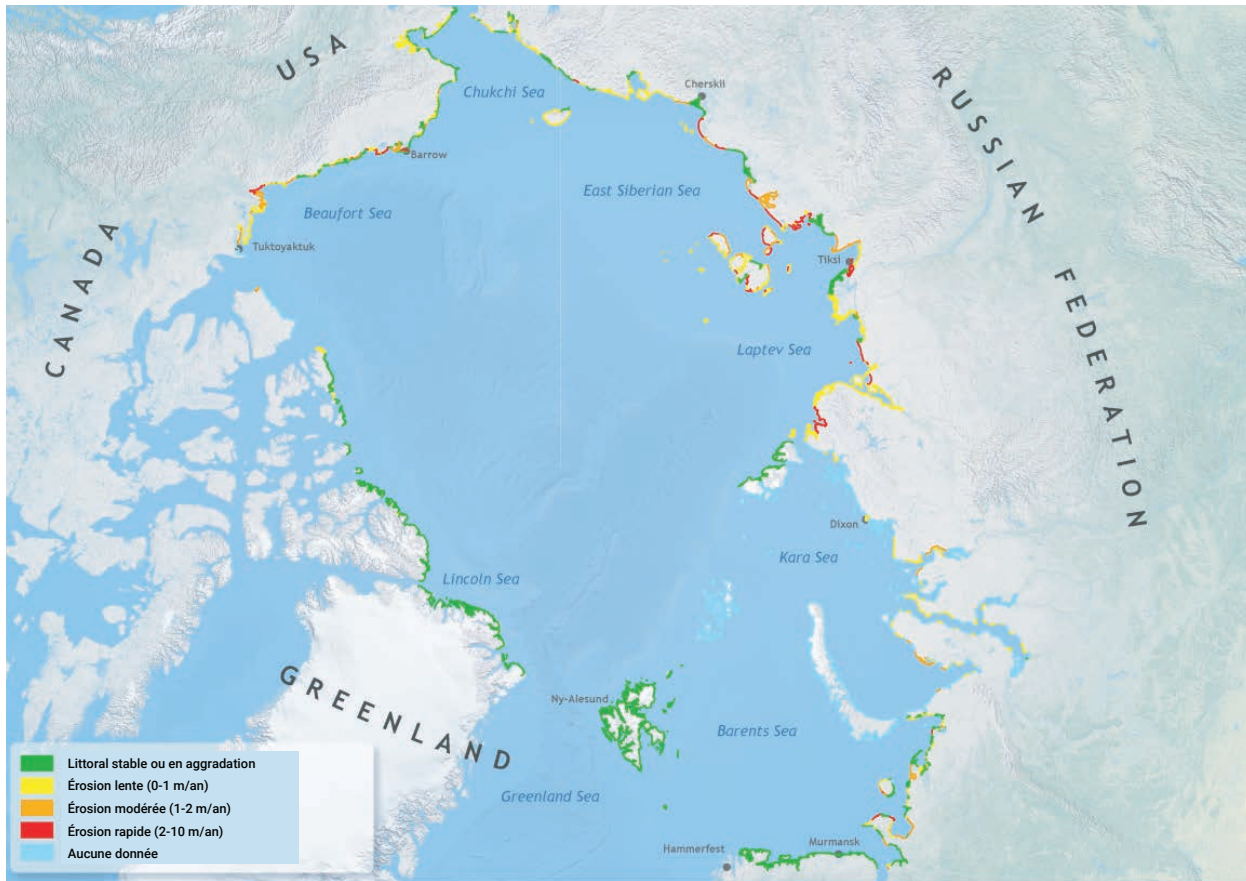 USA
CANADA
RUSSIAN FEDERATION
Chukchi Sea
Cherskii
Barrow
East Siberian Sea
Beaufort Sea
Tuktoyaktuk
Tiksi
Laptev Sea
Dixon
Kara Sea
Lincoln Sea
GREENLAND
Ny-Alesund
Barents Sea
Greenland Sea
Hammerfest
Murmansk
Littoral stable ou en aggradation
Érosion lente (0-1 m/an)
Érosion modérée (1-2 m/an)
Érosion rapide (2-10 m/an)
Aucune donnée